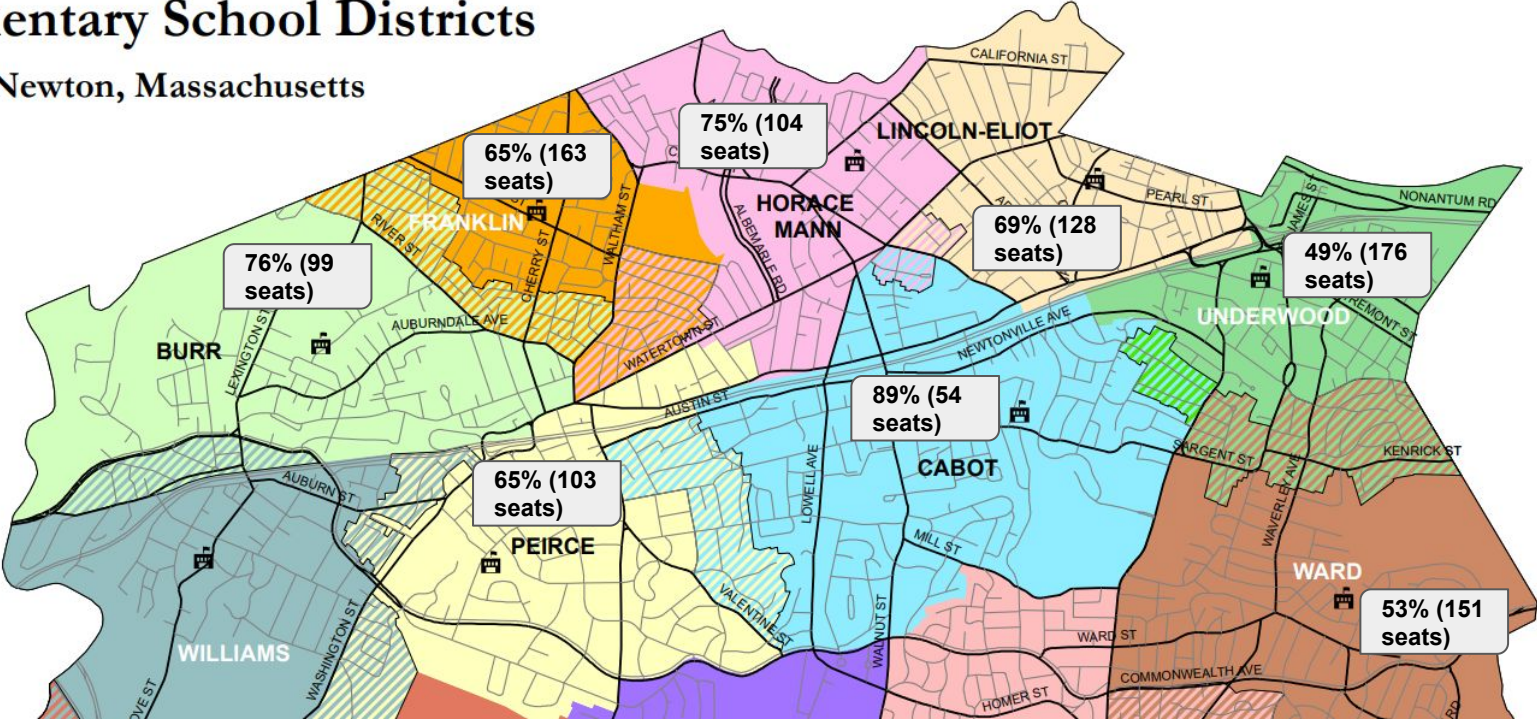 entary School Districts
Newton, Massachusetts
CALIFORNIA ST
75% (104
seats)
LINCOLN-ELIOT
65% (163
seats)
PEARL ST
NONANTUM RD
HORACE
MANN
FRANKLIN
RIVER ST
WALTHAM ST
ALBEMARLE RD
69% (128
seats)
49% (176
seats)
76% (99
seats)
CHERRY ST
UNDERWOOD
REMONT ST
AUBURNDALE AVE
WATERTOWN ST
NEWTONVILLE AVE
BURR
LEXINGTON ST
AUSTIN ST
89% (54
seats)
SARGENT ST
KENRICK ST
CABOT
AUBURN ST
65% (103
seats)
LOWELL AVE
WAVERLEY AVE
PEIRCE
MILL ST
WARD
53% (151
seats)
VALENTINE ST
WALNUT ST
WARD ST
WILLIAMS
WASHINGTON ST
COMMONWEALTH AVE
OVE ST
HOMER ST
RD